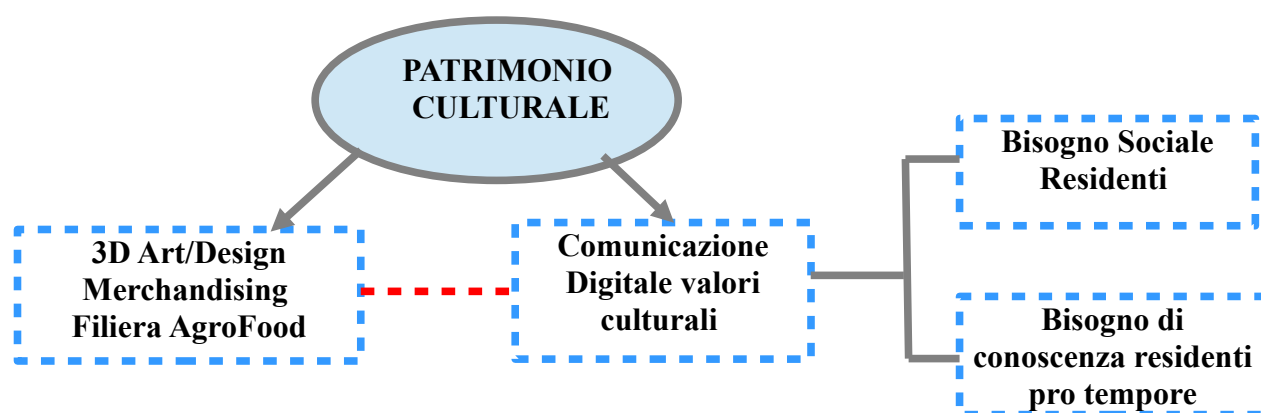 PATRIMONIO
CULTURALE
3D Art/Design
Merchandising
Filiera AgroFood
Comunicazione
Digitale valori
culturali
Bisogno Sociale
Residenti
Bisogno di
conoscenza residenti
pro tempore